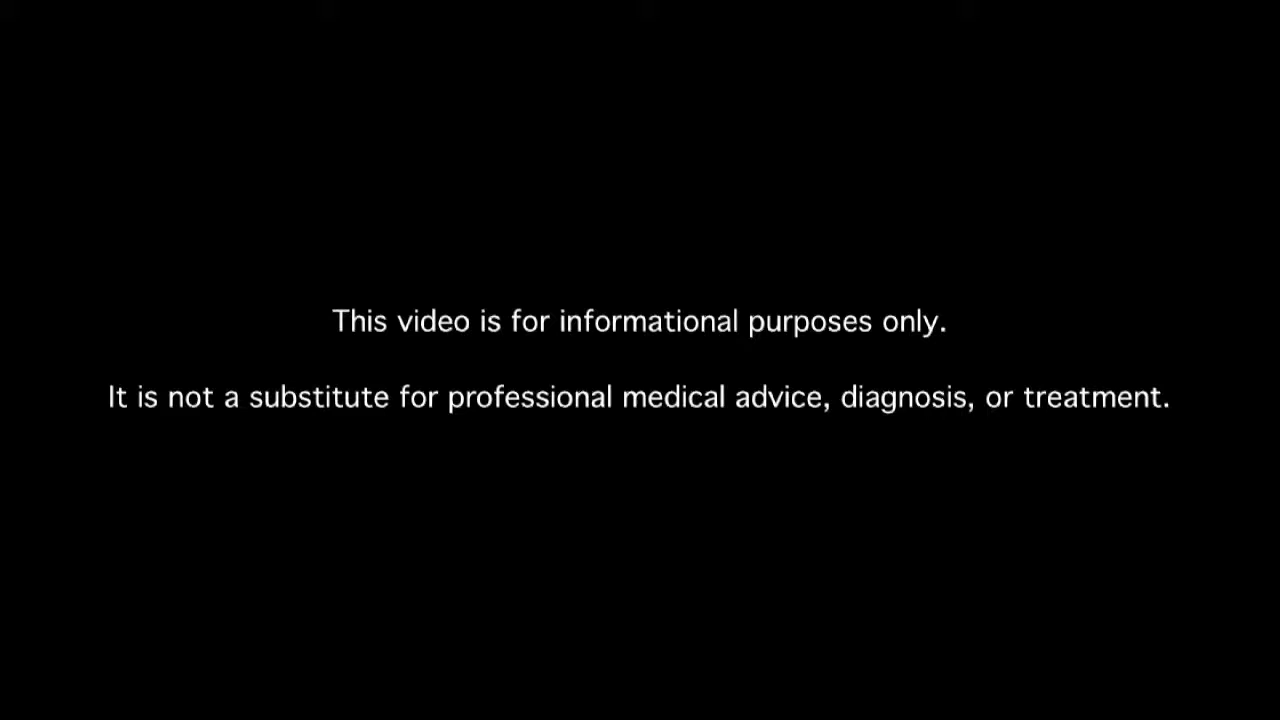 This video is for informational purposes only.
It is not a substitute for professional medical advice, diagnosis, or treatment.